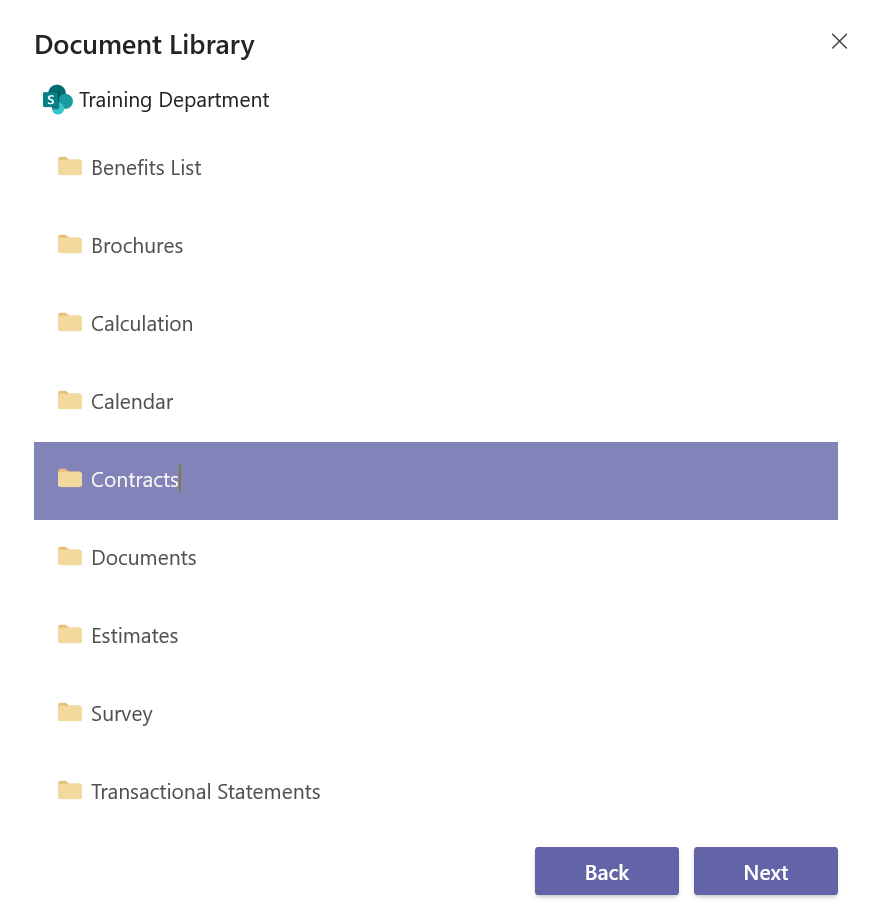 Document Library
S Training Department
Benefits List
Brochures
Calculation
Calendar
Contracts
Documents
Estimates
Survey
Transactional Statements
Back Next